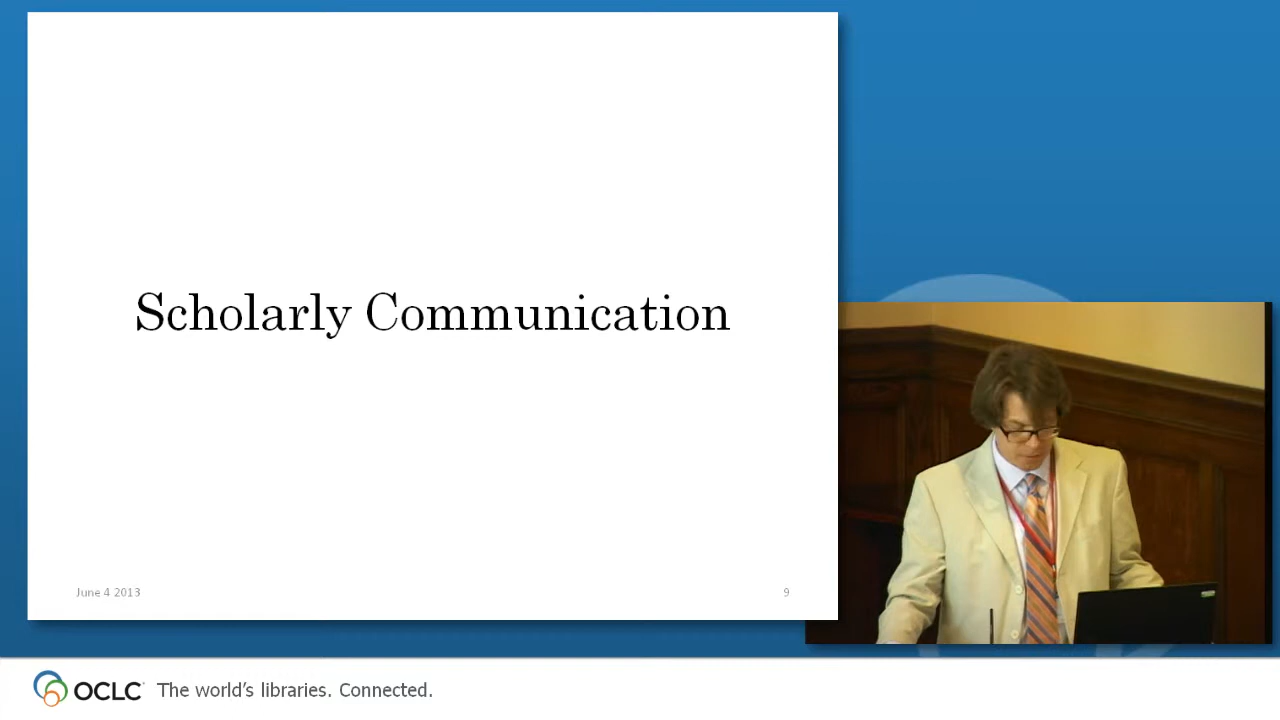 Scholarly Communication
June 4 2013
9
OCLC
The world's libraries. Connected.